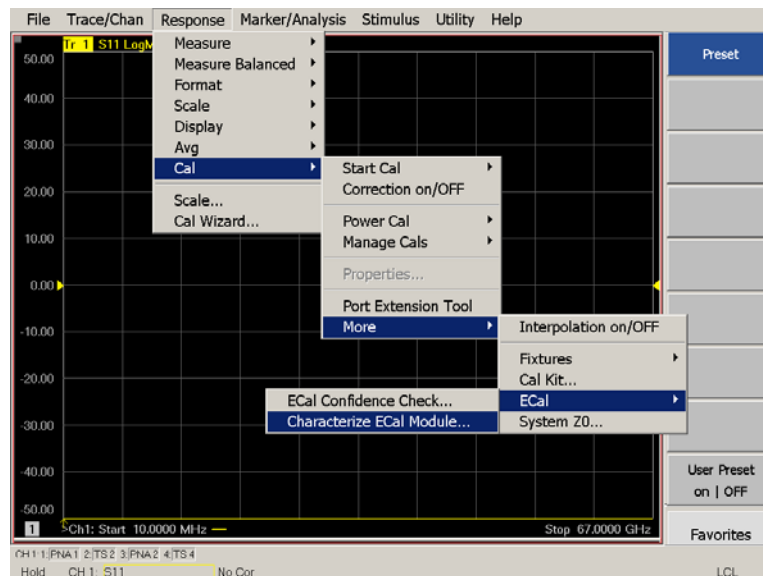 File Trace/Chan Response Marker/Analysis Stimulus Utility Help
Tr 1 S11 LogM
50.00
40.00
30.00
20.00
10.00
0.00
-10.00
-20.00
-30.00
-40.00
-50.00
Measure
Measure Balanced
Format
Scale
Display
Avg
Cal
Scale...
Cal Wizard...
Start Cal
Correction on/OFF
Power Cal
Manage Cals
Properties...
Port Extension Tool
More
Interpolation on/OFF
Fixtures
Cal Kit...
ECal
System Z0...
ECal Confidence Check...
Characterize ECal Module...
Preset
User Preset
on | OFF
Favorites
1 >Ch1: Start 10.0000 MHz — Stop 67.0000 GHz
CH 1 1:PNA 1 2:TS 2 3:PNA 2 4:TS 4
Hold CH 1: S11 No Cor LCL